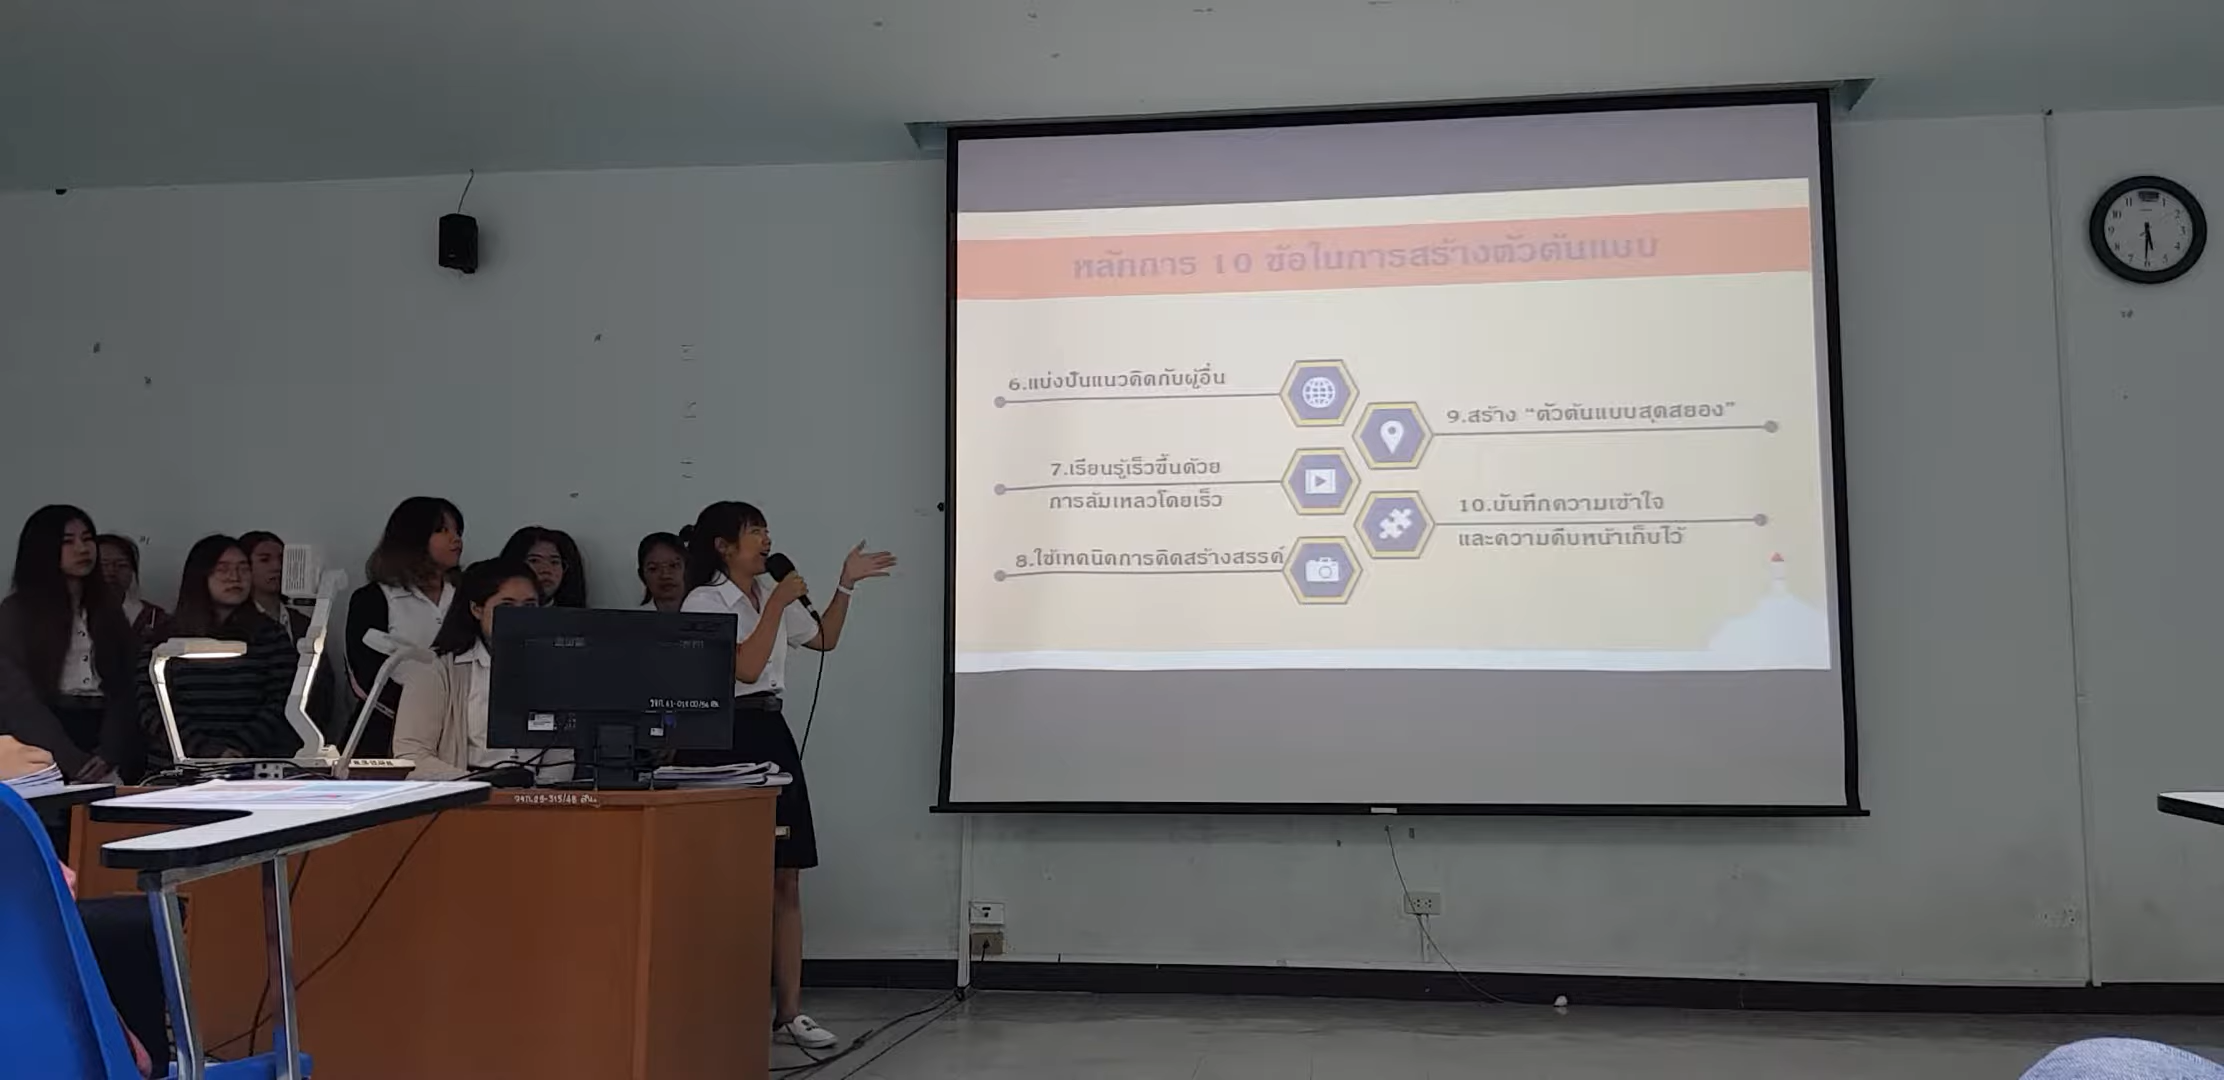 หลักการ 10 ข้อในการสร้างตัวต้นแบบ
6.แบ่งปันแนวคิดกับผู้อื่น
7.เรียนรู้เร็วขึ้นด้วย
การล้มเหลวโดยเร็ว
8.ใช้เทคนิคการคิดสร้างสรรค์
9.สร้าง “ตัวต้นแบบสุดสยอง”
10.บันทึกความเข้าใจ
และความคืบหน้าเก็บไว้